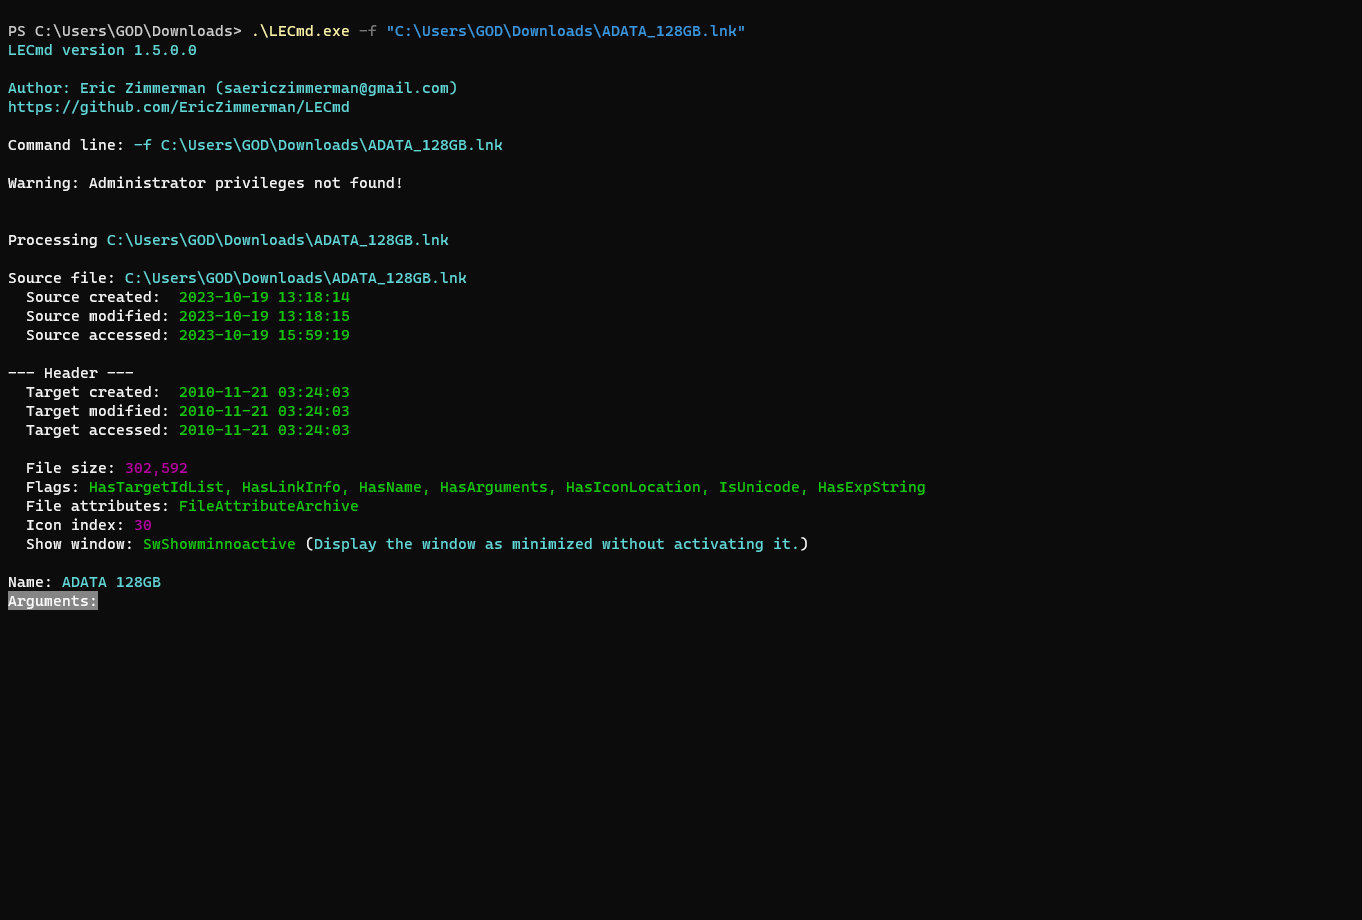 PS C:\Users\GOD\Downloads> .\LECmd.exe -f "C:\Users\GOD\Downloads\ADATA_128GB.lnk"
LECmd version 1.5.0.0
Author: Eric Zimmerman (saericzimmerman@gmail.com)
https://github.com/EricZimmerman/LECmd
Command line: -f C:\Users\GOD\Downloads\ADATA_128GB.lnk
Warning: Administrator privileges not found!
Processing C:\Users\GOD\Downloads\ADATA_128GB.lnk
Source file: C:\Users\GOD\Downloads\ADATA_128GB.lnk
Source created:  2023-10-19 13:18:14
Source modified: 2023-10-19 13:18:15
Source accessed: 2023-10-19 15:59:19
--- Header ---
Target created:  2010-11-21 03:24:03
Target modified: 2010-11-21 03:24:03
Target accessed: 2010-11-21 03:24:03
File size: 302,592
Flags: HasTargetIdList, HasLinkInfo, HasName, HasArguments, HasIconLocation, IsUnicode, HasExpString
File attributes: FileAttributeArchive
Icon index: 30
Show window: SwShowminnoactive (Display the window as minimized without activating it.)
Name: ADATA 128GB
Arguments: